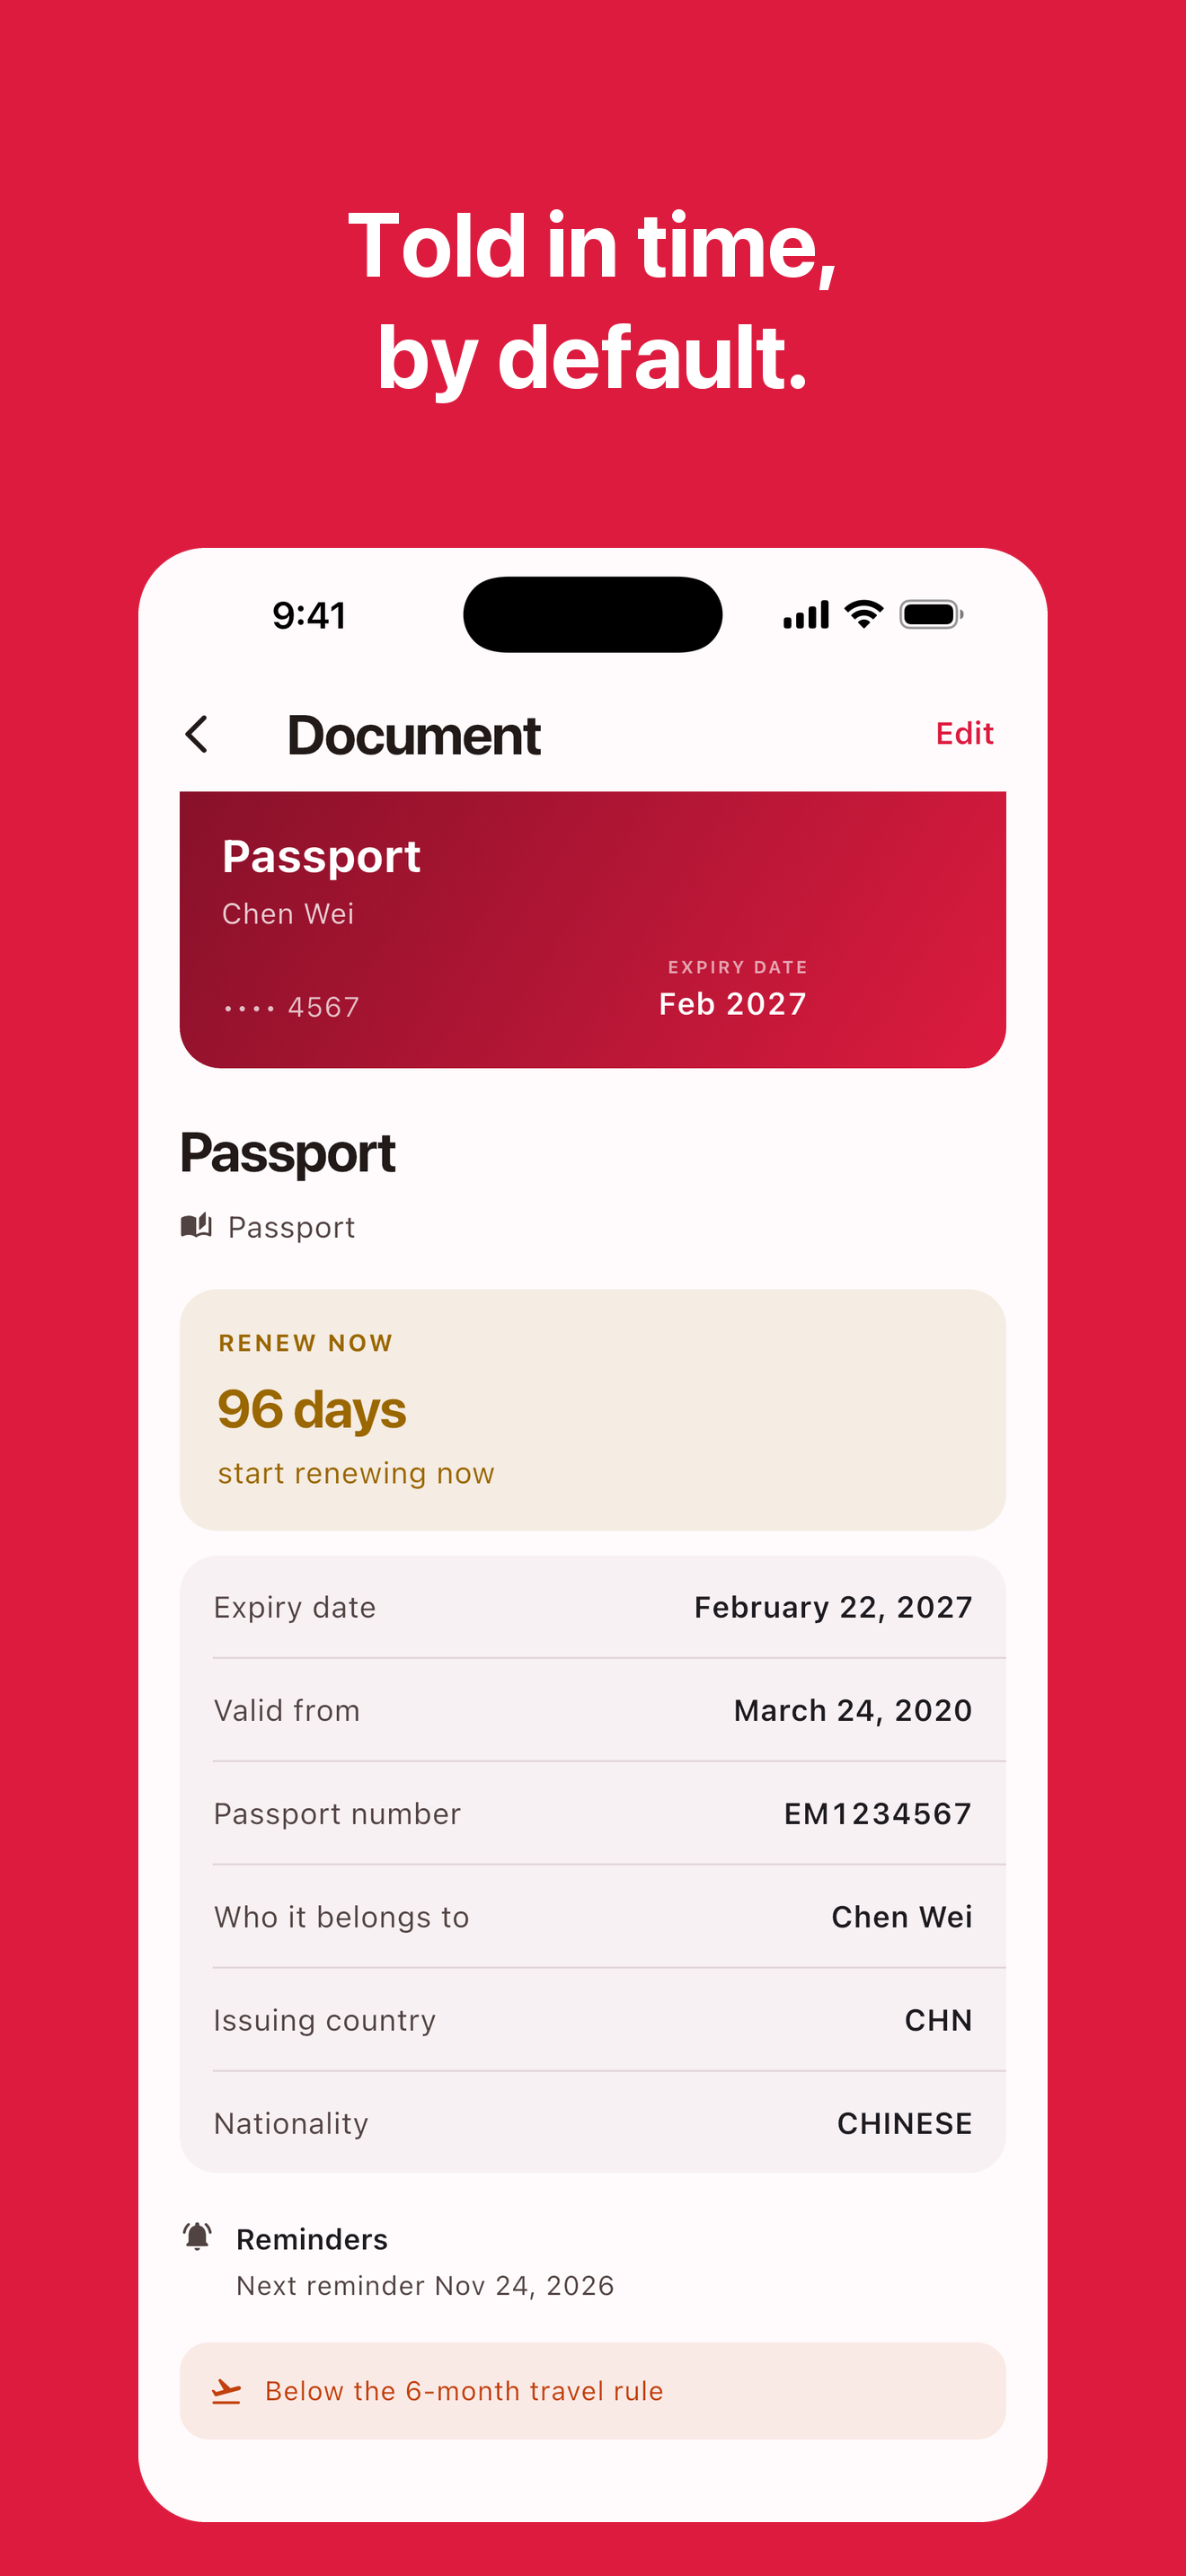 Told in time,
by default.
9:41
Document
Edit
Passport
Chen Wei
EXPIRY DATE
•••• 4567
Feb 2027
Passport
Passport
RENEW NOW
96 days
start renewing now
Expiry date
February 22, 2027
Valid from
March 24, 2020
Passport number
EM1234567
Who it belongs to
Chen Wei
Issuing country
CHN
Nationality
CHINESE
Reminders
Next reminder Nov 24, 2026
Below the 6-month travel rule